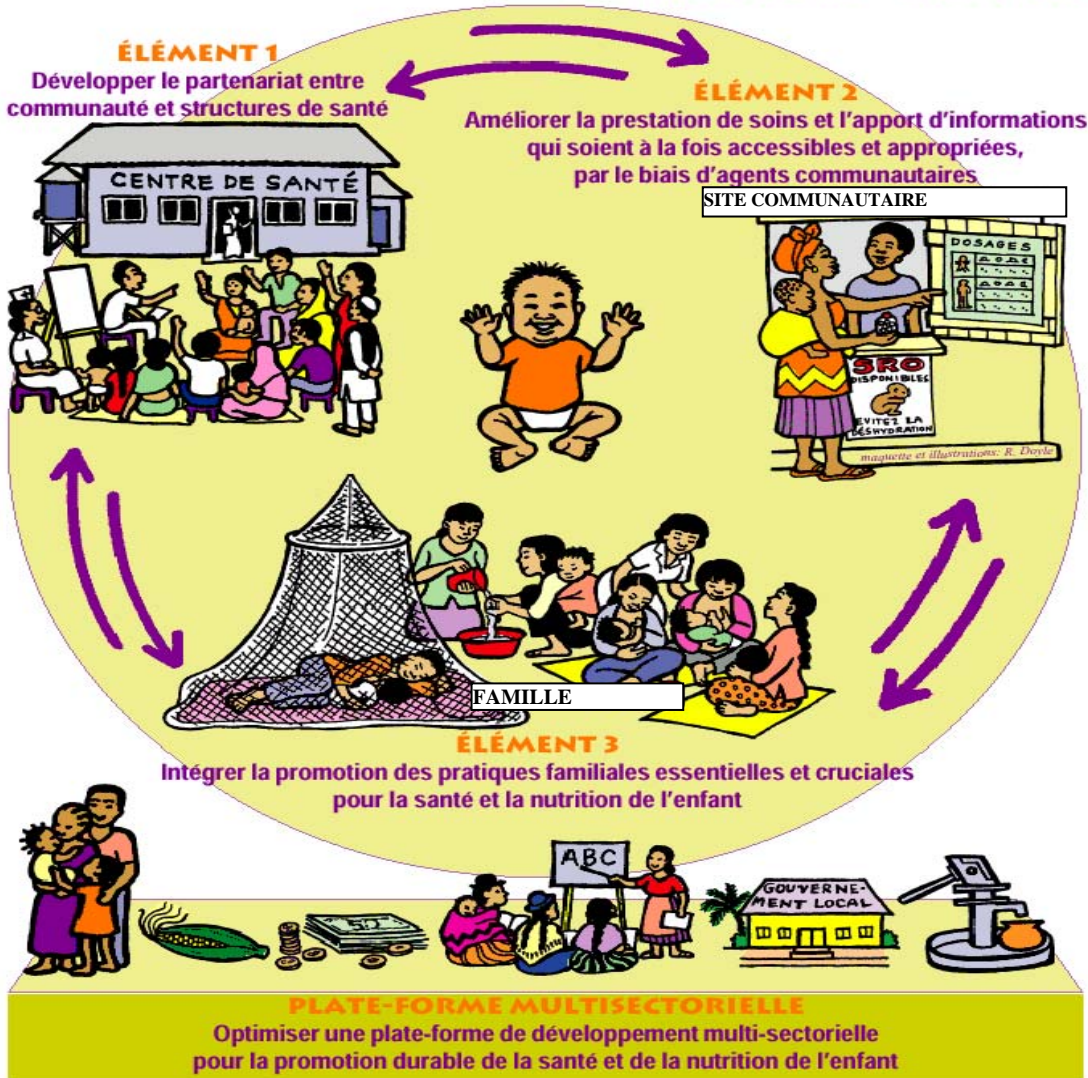 ÉLÉMENT 1
Développer le partenariat entre
communauté et structures de santé
CENTRE DE SANTÉ
ÉLÉMENT 2
Améliorer la prestation de soins et l'apport d'informations
qui soient à la fois accessibles et appropriées,
par le biais d'agents communautaires
SITE COMMUNAUTAIRE
DOSAGES
SRO
DISPONIBLES
EVITEZ LA
DÉSHYDRATION
maquette et illustrations: R. Doyle
FAMILLE
ÉLÉMENT 3
Intégrer la promotion des pratiques familiales essentielles et cruciales
pour la santé et la nutrition de l'enfant
ABC
GOUVERNE-
MENT LOCAL
PLATE-FORME MULTISECTORIELLE
Optimiser une plate-forme de développement multi-sectorielle
pour la promotion durable de la santé et de la nutrition de l'enfant